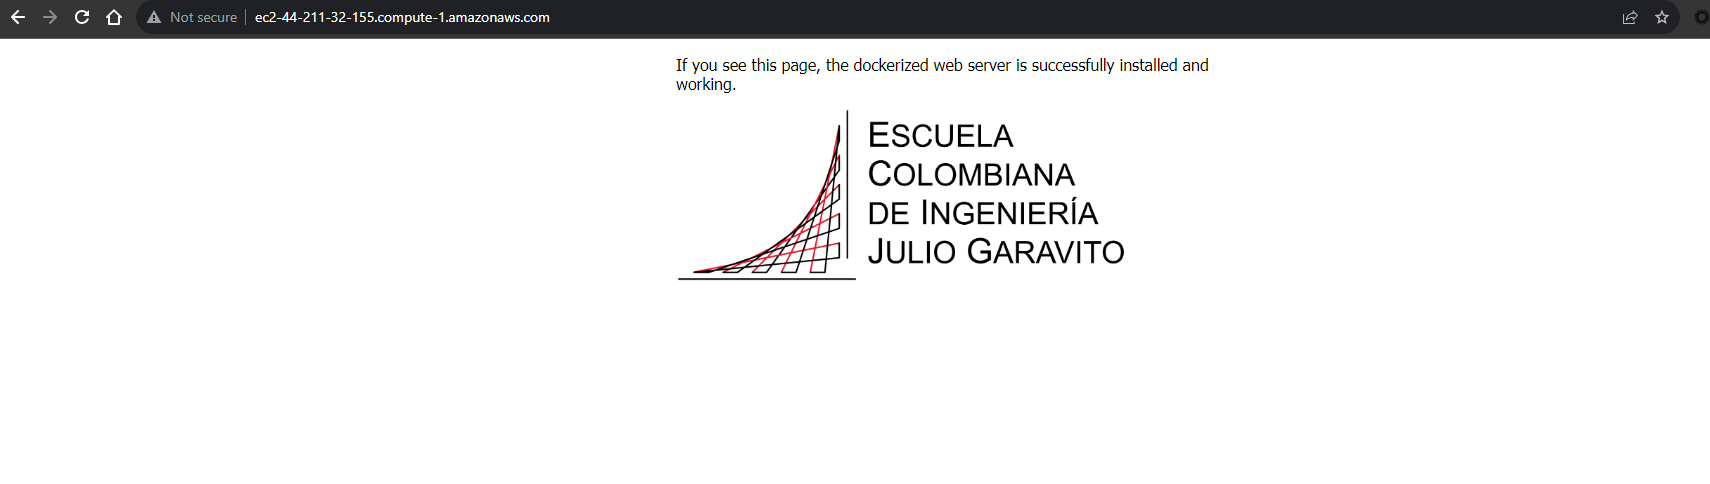 Not secure
ec2-44-211-32-155.compute-1.amazonaws.com
If you see this page, the dockerized web server is successfully installed and
working.
ESCUELA
COLOMBIANA
DE INGENIERÍA
JULIO GARAVITO